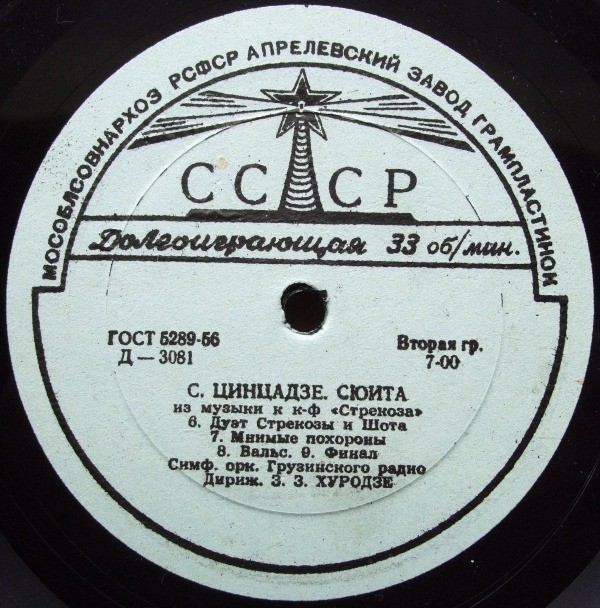 МОСОБЛСОВНАРХОЗ РСФСР АПРЕЛЕВСКИЙ ЗАВОД ГРАМПЛАСТИНОК
СССР
Долгоиграющая 33 об/мин.
ГОСТ 5289-56
Д — 3081
Вторая гр.
7-00
С. ЦИНЦАДЗЕ. СЮИТА
из музыки к к-ф «Стрекоза»
6. Дуэт Стрекозы и Шота
7. Мнимые похороны
8. Вальс. 9. Финал
Симф. орк. Грузинского радио
Дириж. З. З. ХУРОДЗЕ